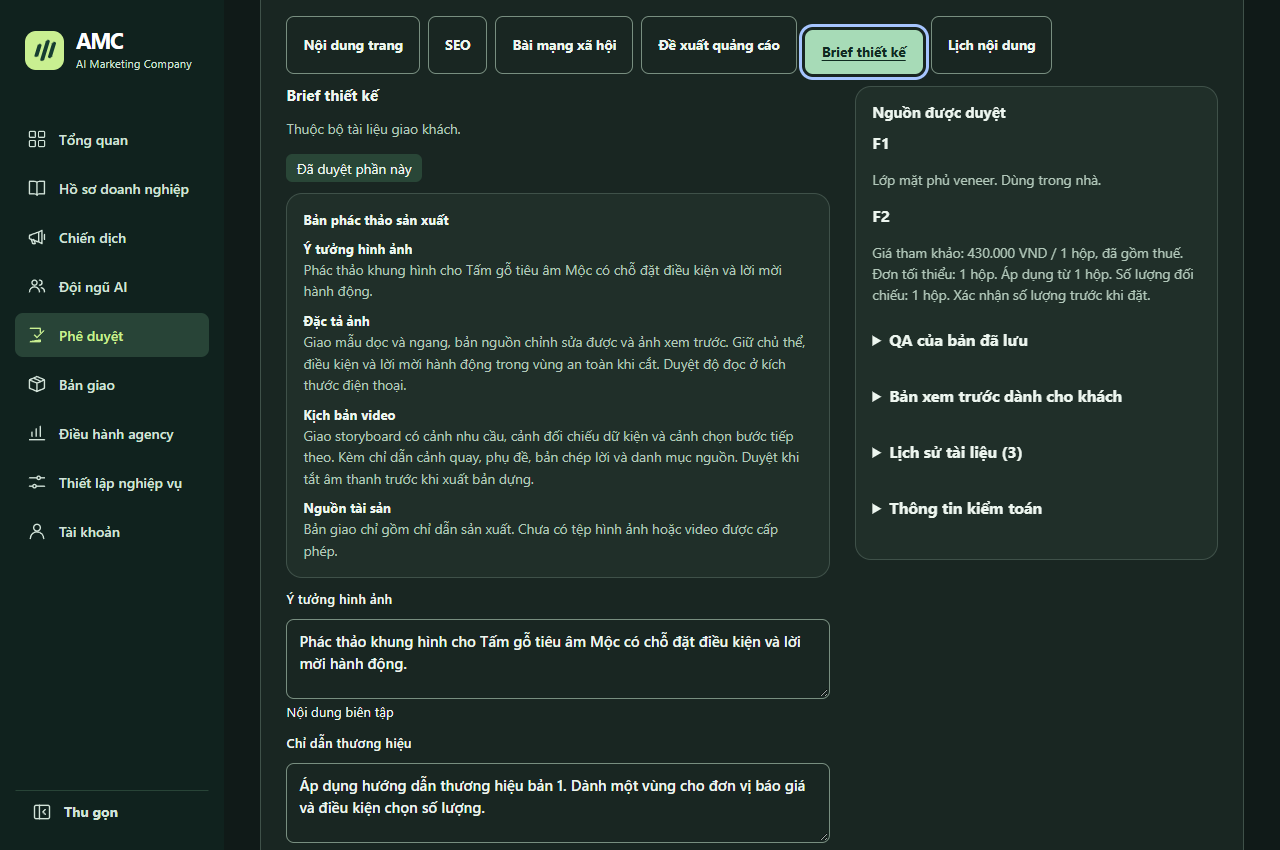 AMC
AI Marketing Company
Tổng quan
Hồ sơ doanh nghiệp
Chiến dịch
Đội ngũ AI
Phê duyệt
Bản giao
Điều hành agency
Thiết lập nghiệp vụ
Tài khoản
Thu gọn
Nội dung trang
SEO
Bài mạng xã hội
Đề xuất quảng cáo
Brief thiết kế
Lịch nội dung
Brief thiết kế
Thuộc bộ tài liệu giao khách.
Đã duyệt phần này
Bản phác thảo sản xuất
Ý tưởng hình ảnh
Phác thảo khung hình cho Tấm gỗ tiêu âm Mộc có chỗ đặt điều kiện và lời mời
hành động.
Đặc tả ảnh
Giao mẫu dọc và ngang, bản nguồn chỉnh sửa được và ảnh xem trước. Giữ chủ thể,
điều kiện và lời mời hành động trong vùng an toàn khi cắt. Duyệt độ đọc ở kích
thước điện thoại.
Kịch bản video
Giao storyboard có cảnh nhu cầu, cảnh đối chiếu dữ kiện và cảnh chọn bước tiếp
theo. Kèm chỉ dẫn cảnh quay, phụ đề, bản chép lời và danh mục nguồn. Duyệt khi
tắt âm thanh trước khi xuất bản dựng.
Nguồn tài sản
Bản giao chỉ gồm chỉ dẫn sản xuất. Chưa có tệp hình ảnh hoặc video được cấp
phép.
Ý tưởng hình ảnh
Phác thảo khung hình cho Tấm gỗ tiêu âm Mộc có chỗ đặt điều kiện và lời
mời hành động.
Nội dung biên tập
Chỉ dẫn thương hiệu
Áp dụng hướng dẫn thương hiệu bản 1. Dành một vùng cho đơn vị báo giá
và điều kiện chọn số lượng.
Nguồn được duyệt
F1
Lớp mặt phủ veneer. Dùng trong nhà.
F2
Giá tham khảo: 430.000 VND / 1 hộp, đã gồm thuế.
Đơn tối thiểu: 1 hộp. Áp dụng từ 1 hộp. Số lượng đối
chiếu: 1 hộp. Xác nhận số lượng trước khi đặt.
QA của bản đã lưu
Bản xem trước dành cho khách
Lịch sử tài liệu (3)
Thông tin kiểm toán